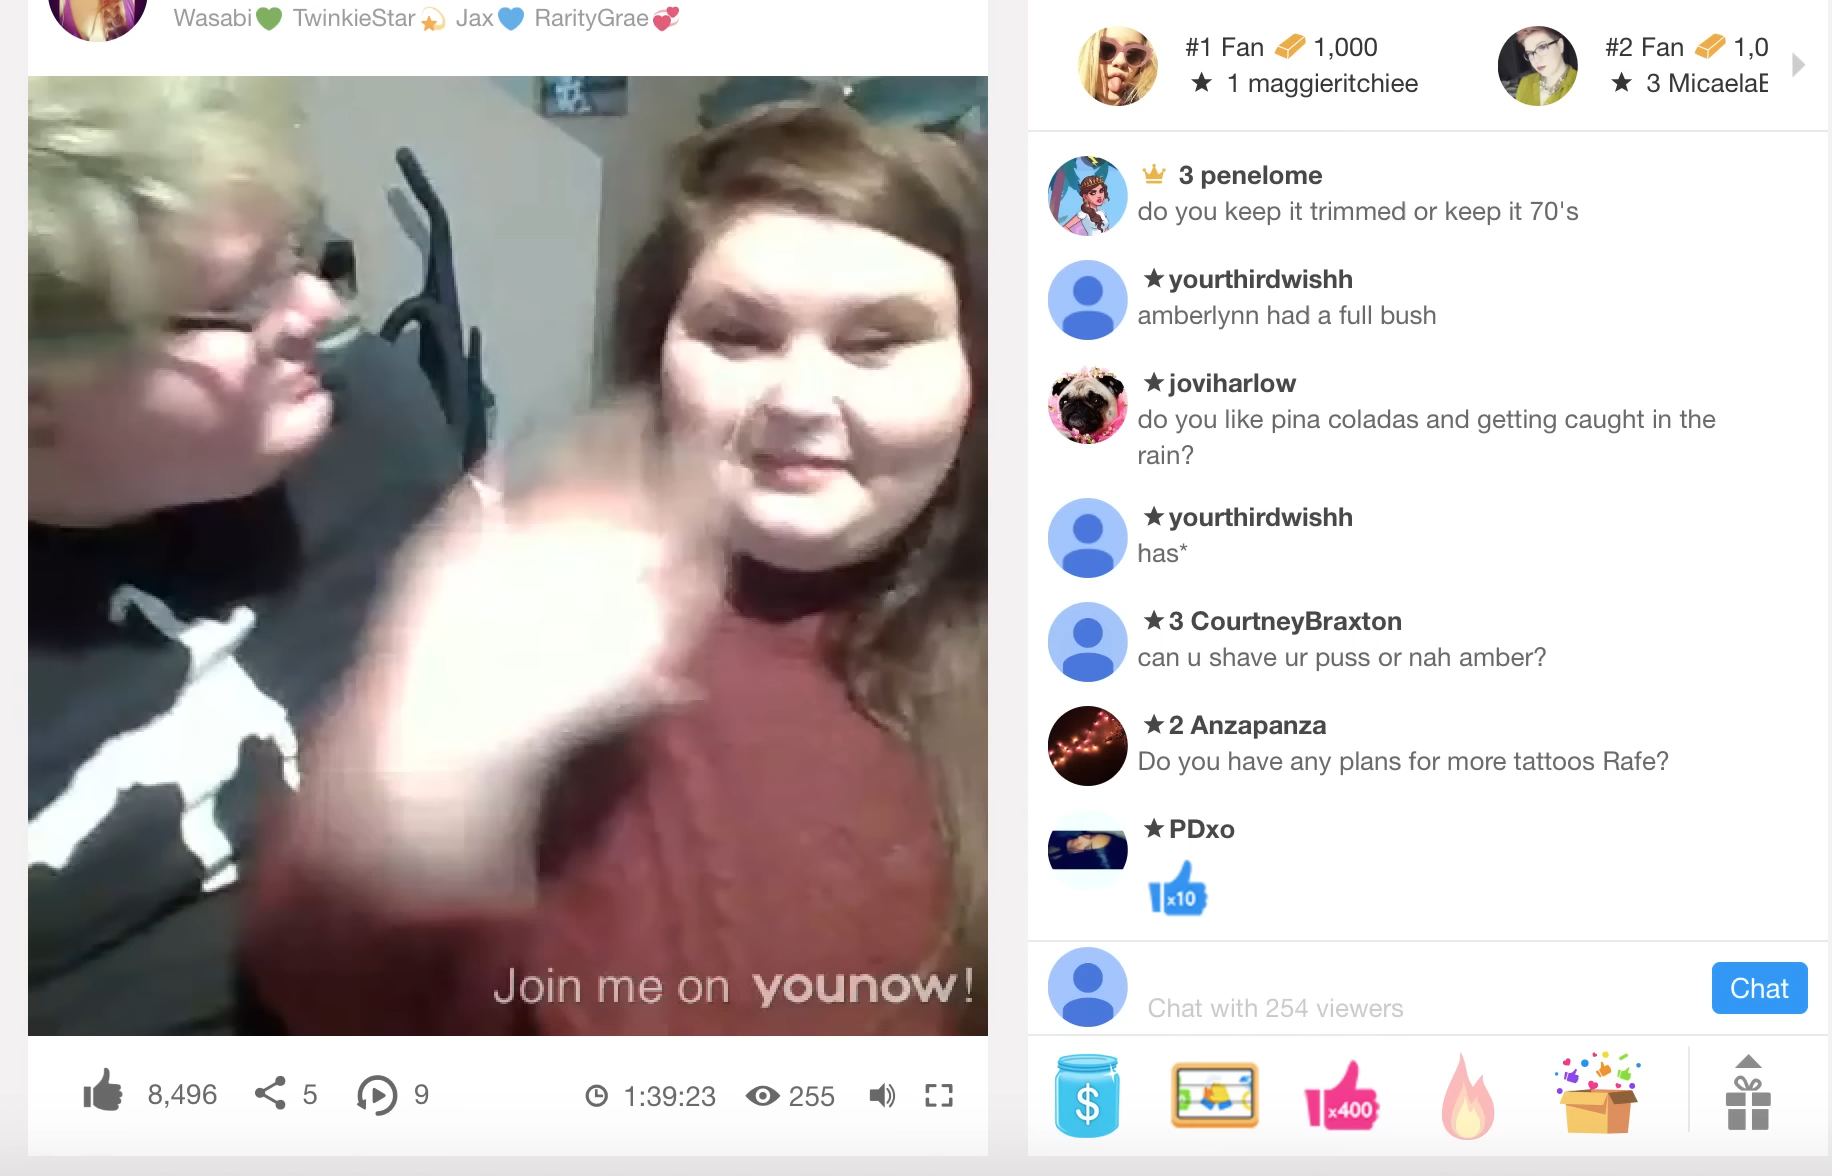 Wasabi💚 TwinkieStar💫 Jax💙 RarityGrae💞
#1 Fan 1,000
★ 1 maggieritchiee
#2 Fan 1,0
★ 3 MicaelaE
3 penelome
do you keep it trimmed or keep it 70's
★yourthirdwishh
amberlynn had a full bush
★joviharlow
do you like pina coladas and getting caught in the
rain?
★yourthirdwishh
has*
★3 CourtneyBraxton
can u shave ur puss or nah amber?
★2 Anzapanza
Do you have any plans for more tattoos Rafe?
★PDxo
x10
Join me on younow!
Chat with 254 viewers
Chat
8,496 5 9 1:39:23 255
$ x400